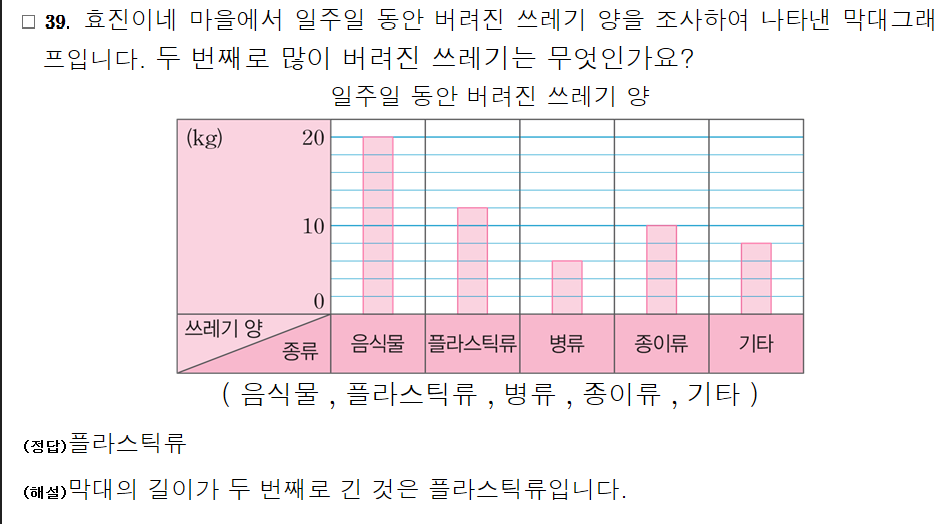 □ 39. 효진이네 마을에서 일주일 동안 버려진 쓰레기 양을 조사하여 나타낸 막대그래
프입니다. 두 번째로 많이 버려진 쓰레기는 무엇인가요?
일주일 동안 버려진 쓰레기 양
(kg) 20
10
0
쓰레기 양
종류
음식물 플라스틱류 병류 종이류 기타
( 음식물 , 플라스틱류 , 병류 , 종이류 , 기타 )
(정답)플라스틱류
(해설)막대의 길이가 두 번째로 긴 것은 플라스틱류입니다.